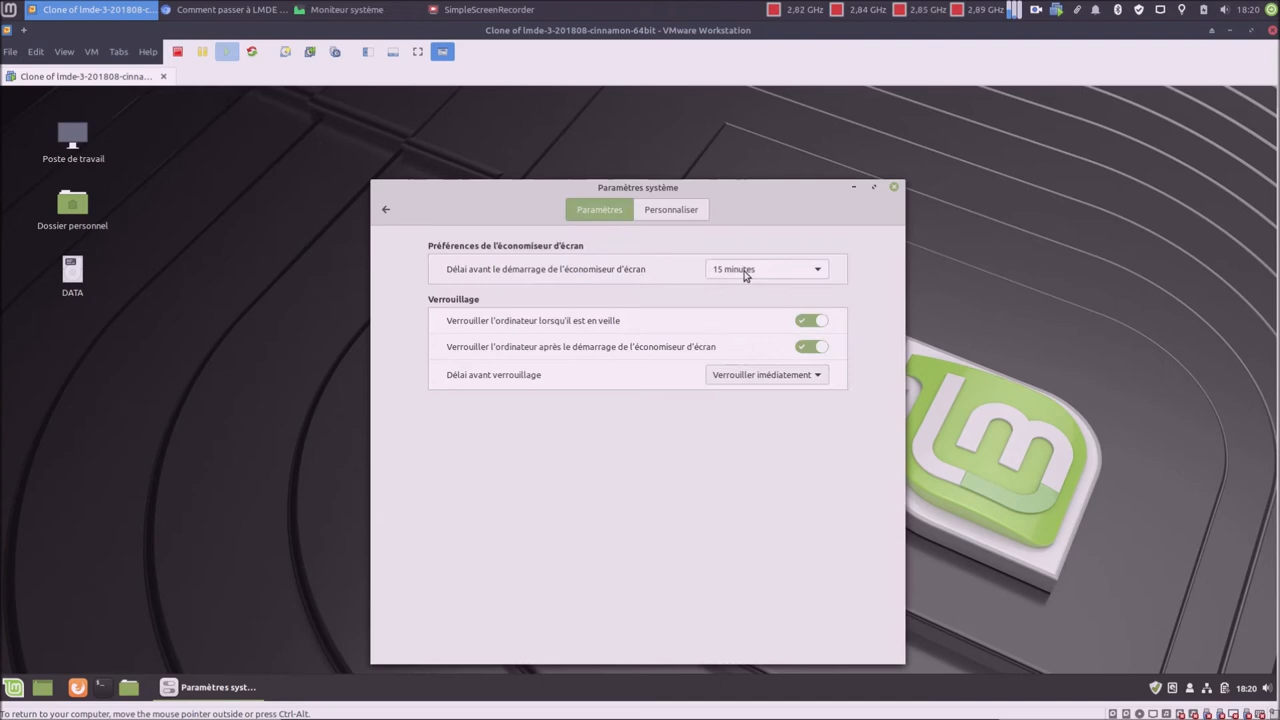 Clone of lmde-3-201808-c...
Comment passer à LMDE ...
Moniteur système
SimpleScreenRecorder
2,82 GHz
2,84 GHz
2,85 GHz
2,89 GHz
18:20
Clone of lmde-3-201808-cinnamon-64bit - VMware Workstation
File Edit View VM Tabs Help
Clone of lmde-3-201808-cinna...
Poste de travail
Dossier personnel
DATA
Paramètres système
Paramètres Personnaliser
Préférences de l'économiseur d'écran
Délai avant le démarrage de l'économiseur d'écran 15 minutes
Verrouillage
Verrouiller l'ordinateur lorsqu'il est en veille
Verrouiller l'ordinateur après le démarrage de l'économiseur d'écran
Délai avant verrouillage Verrouiller imédiatement
Paramètres syst...
18:20
To return to your computer, move the mouse pointer outside or press Ctrl-Alt.